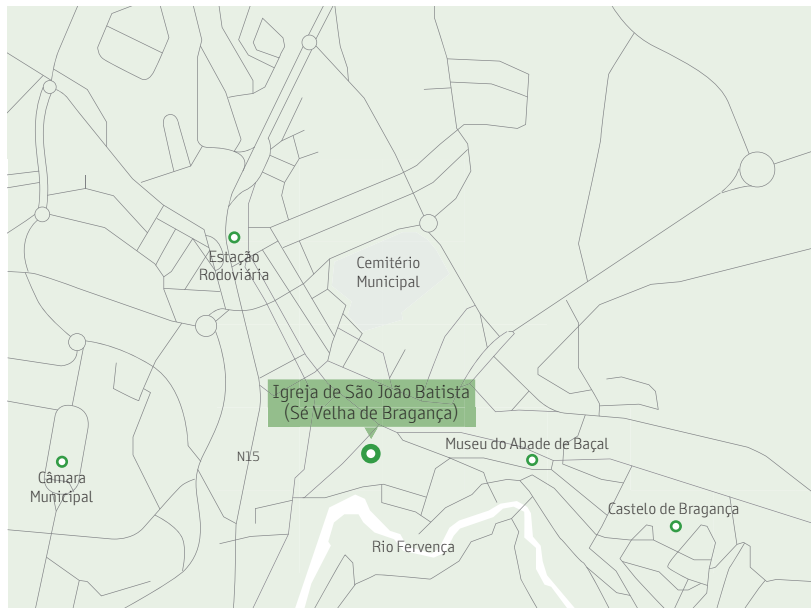 Estação
Rodoviária
Cemitério
Municipal
Igreja de São João Batista
(Sé Velha de Bragança)
Museu do Abade de Baçal
N15
Câmara
Municipal
Castelo de Bragança
Rio Fervença